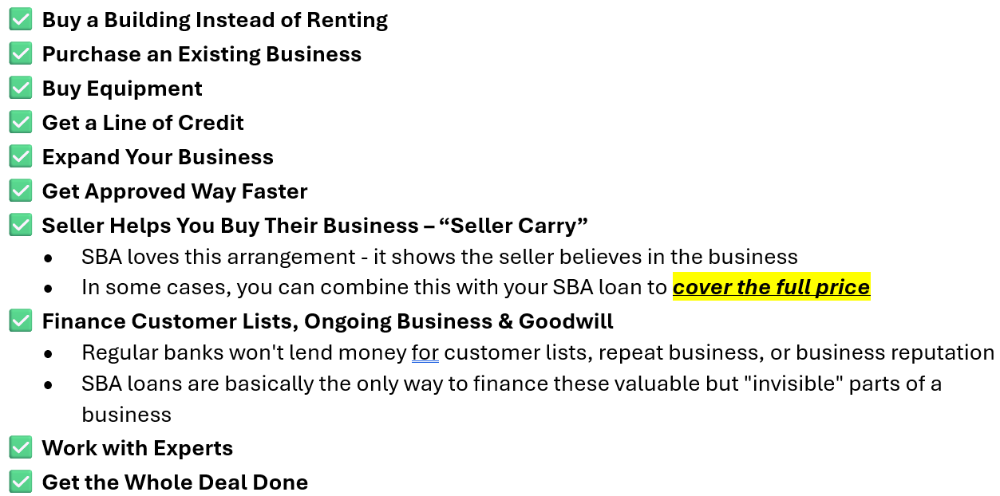 ✅ Buy a Building Instead of Renting
✅ Purchase an Existing Business
✅ Buy Equipment
✅ Get a Line of Credit
✅ Expand Your Business
✅ Get Approved Way Faster
✅ Seller Helps You Buy Their Business – “Seller Carry”
• SBA loves this arrangement - it shows the seller believes in the business
• In some cases, you can combine this with your SBA loan to cover the full price
✅ Finance Customer Lists, Ongoing Business & Goodwill
• Regular banks won't lend money for customer lists, repeat business, or business reputation
• SBA loans are basically the only way to finance these valuable but "invisible" parts of a
business
✅ Work with Experts
✅ Get the Whole Deal Done